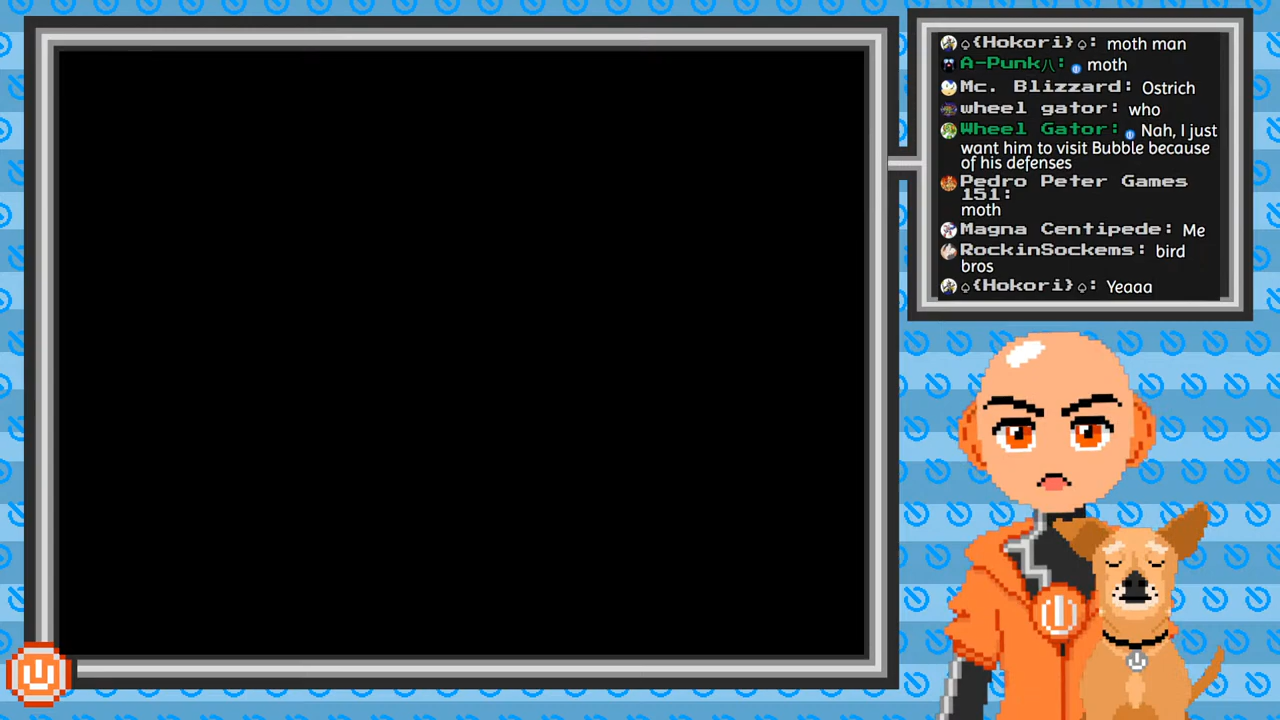 ♤{Hokori}♤: moth man
A-Punk八: moth
Mc. Blizzard: Ostrich
wheel gator: who
Wheel Gator: Nah, I just
want him to visit Bubble because
of his defenses
Pedro Peter Games
151:
moth
Magna Centipede: Me
RockinSockems: bird
bros
♤{Hokori}♤: Yeaaa